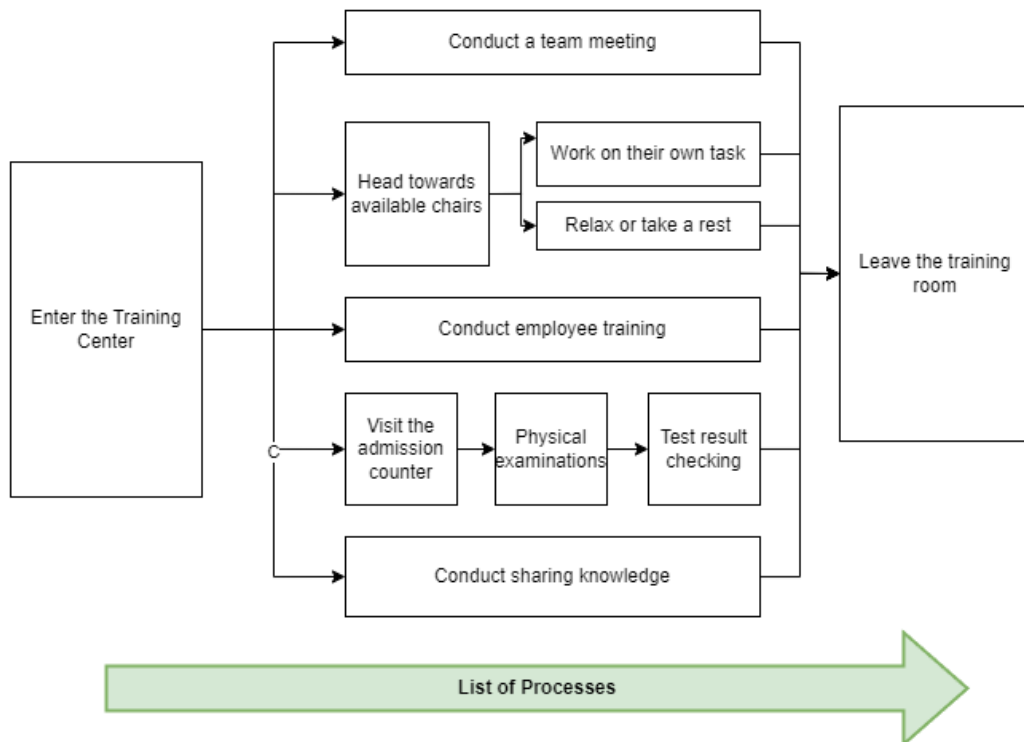 Conduct a team meeting
Head towards
available chairs
Work on their own task
Relax or take a rest
Enter the Training
Center
Leave the training
room
Conduct employee training
Visit the
admission
counter
Physical
examinations
Test result
checking
C
Conduct sharing knowledge
List of Processes